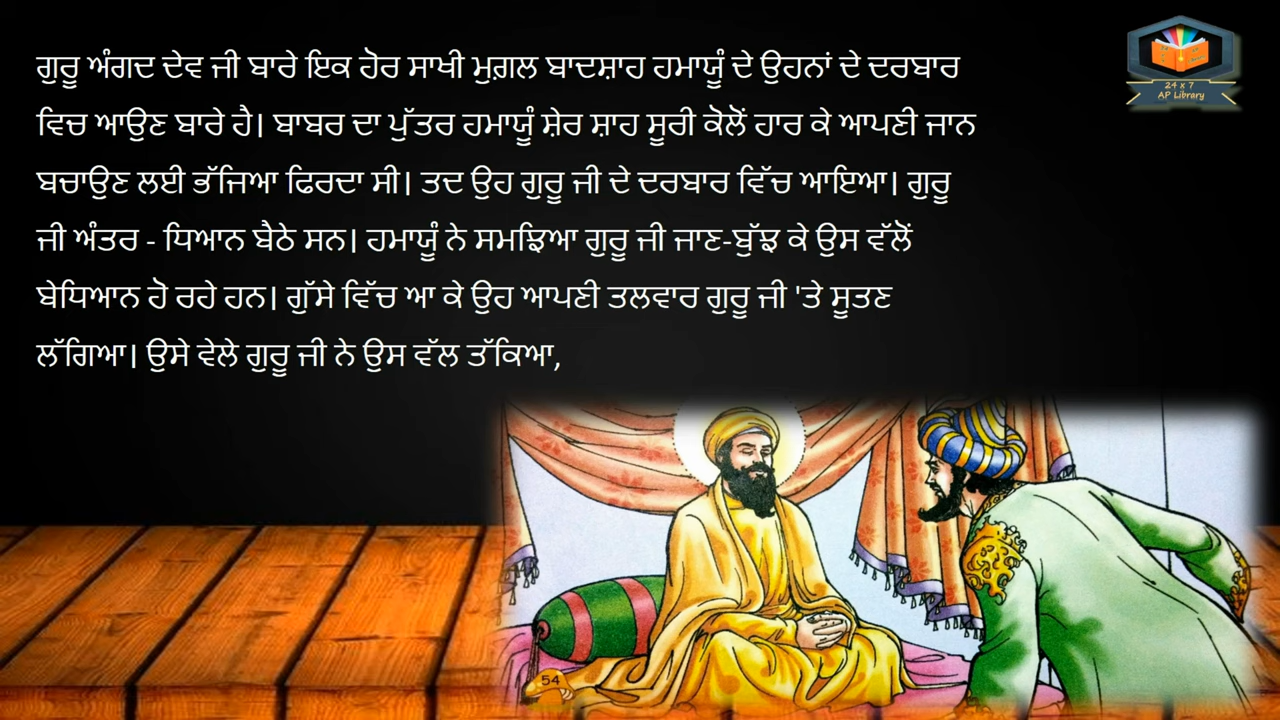 ਗੁਰੂ ਅੰਗਦ ਦੇਵ ਜੀ ਬਾਰੇ ਇਕ ਹੋਰ ਸਾਖੀ ਮੁਗ਼ਲ ਬਾਦਸ਼ਾਹ ਹਮਾਯੂੰ ਦੇ ਉਹਨਾਂ ਦੇ ਦਰਬਾਰ
ਵਿਚ ਆਉਣ ਬਾਰੇ ਹੈ। ਬਾਬਰ ਦਾ ਪੁੱਤਰ ਹਮਾਯੂੰ ਸ਼ੇਰ ਸ਼ਾਹ ਸੂਰੀ ਕੋਲੋਂ ਹਾਰ ਕੇ ਆਪਣੀ ਜਾਨ
ਬਚਾਉਣ ਲਈ ਭੱਜਿਆ ਫਿਰਦਾ ਸੀ। ਤਦ ਉਹ ਗੁਰੂ ਜੀ ਦੇ ਦਰਬਾਰ ਵਿੱਚ ਆਇਆ। ਗੁਰੂ
ਜੀ ਅੰਤਰ - ਧਿਆਨ ਬੈਠੇ ਸਨ। ਹਮਾਯੂੰ ਨੇ ਸਮਝਿਆ ਗੁਰੂ ਜੀ ਜਾਣ-ਬੁੱਝ ਕੇ ਉਸ ਵੱਲੋਂ
ਬੇਧਿਆਨ ਹੋ ਰਹੇ ਹਨ। ਗੁੱਸੇ ਵਿੱਚ ਆ ਕੇ ਉਹ ਆਪਣੀ ਤਲਵਾਰ ਗੁਰੂ ਜੀ 'ਤੇ ਸੂਤਣ
ਲੱਗਿਆ। ਉਸੇ ਵੇਲੇ ਗੁਰੂ ਜੀ ਨੇ ਉਸ ਵੱਲ ਤੱਕਿਆ,
24 x 7
AP Library
54